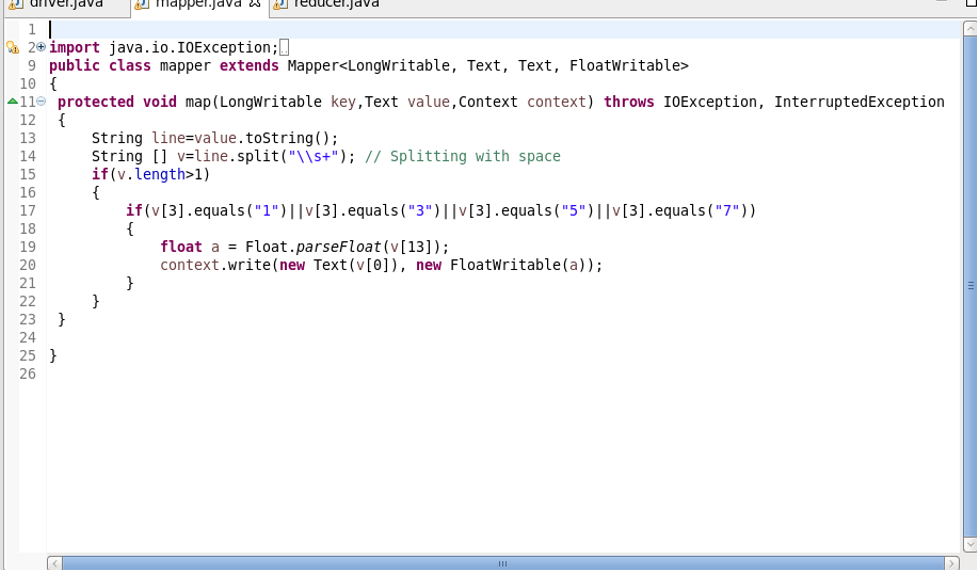 driver.java mapper.java reducer.java
1
2 import java.io.IOException;
9 public class mapper extends Mapper<LongWritable, Text, Text, FloatWritable>
10 {
11 protected void map(LongWritable key,Text value,Context context) throws IOException, InterruptedException
12 {
13 String line=value.toString();
14 String [] v=line.split("\\s+"); // Splitting with space
15 if(v.length>1)
16 {
17 if(v[3].equals("1")||v[3].equals("3")||v[3].equals("5")||v[3].equals("7"))
18 {
19 float a = Float.parseFloat(v[13]);
20 context.write(new Text(v[0]), new FloatWritable(a));
21 }
22 }
23 }
24
25 }
26